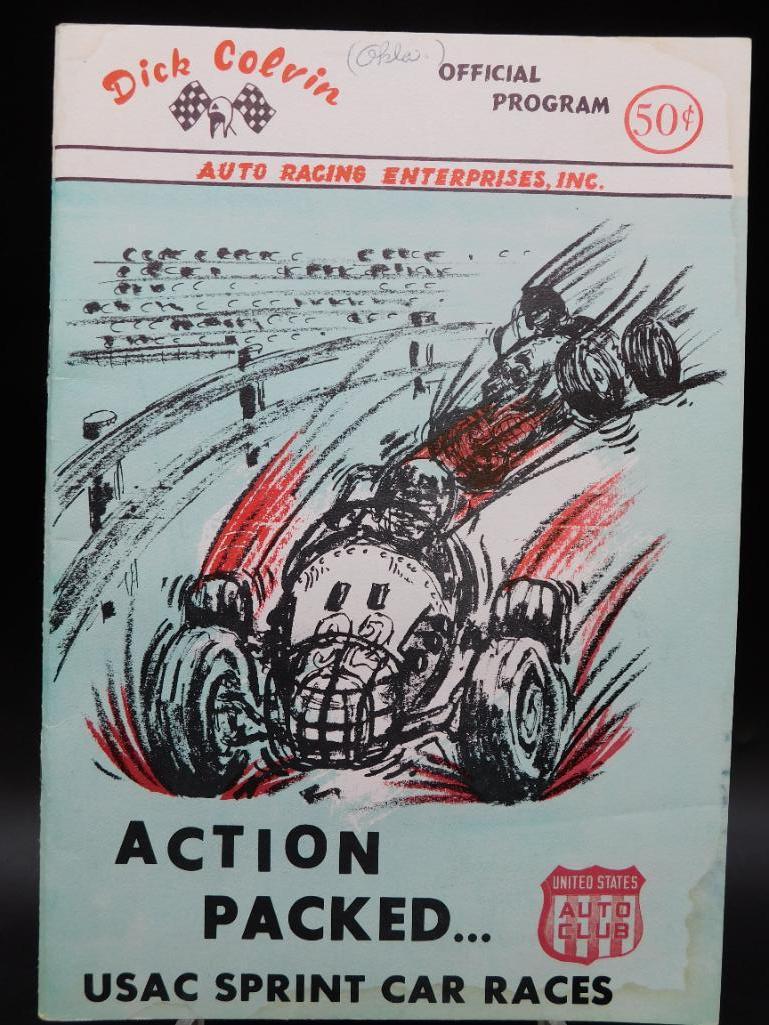 Dick Colvin
(Okla.)
OFFICIAL
PROGRAM
50¢
AUTO RACING ENTERPRISES, INC.
ACTION
PACKED...
UNITED STATES
AUTO
CLUB
USAC SPRINT CAR RACES